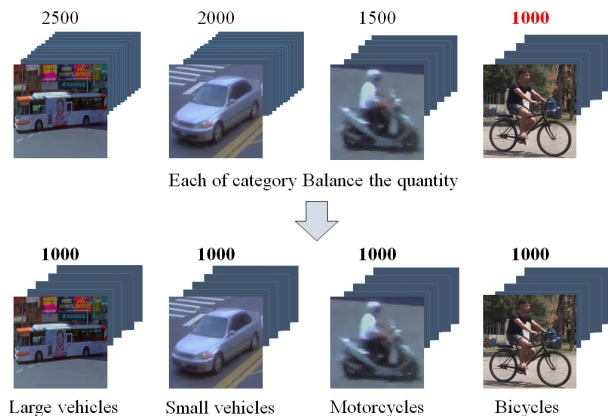 2500 2000 1500 1000
Each of category Balance the quantity
1000 1000 1000 1000
Large vehicles Small vehicles Motorcycles Bicycles